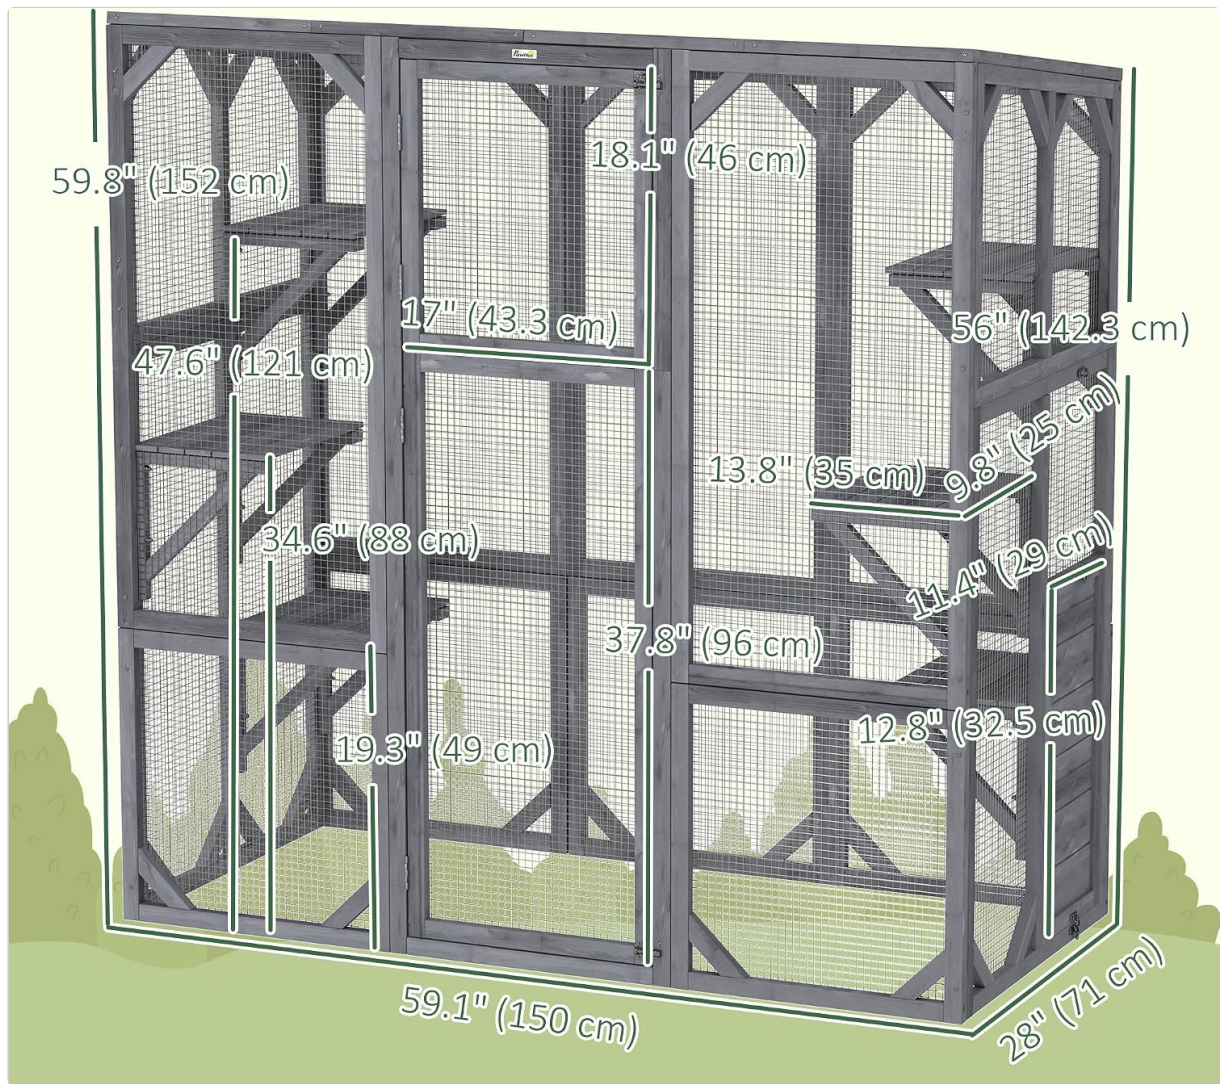 PawHut
59.8" (152 cm)
18.1" (46 cm)
17" (43.3 cm)
56" (142.3 cm)
47.6" (121 cm)
13.8" (35 cm)
9.8" (25 cm)
34.6" (88 cm)
11.4" (29 cm)
37.8" (96 cm)
12.8" (32.5 cm)
19.3" (49 cm)
59.1" (150 cm)
28" (71 cm)